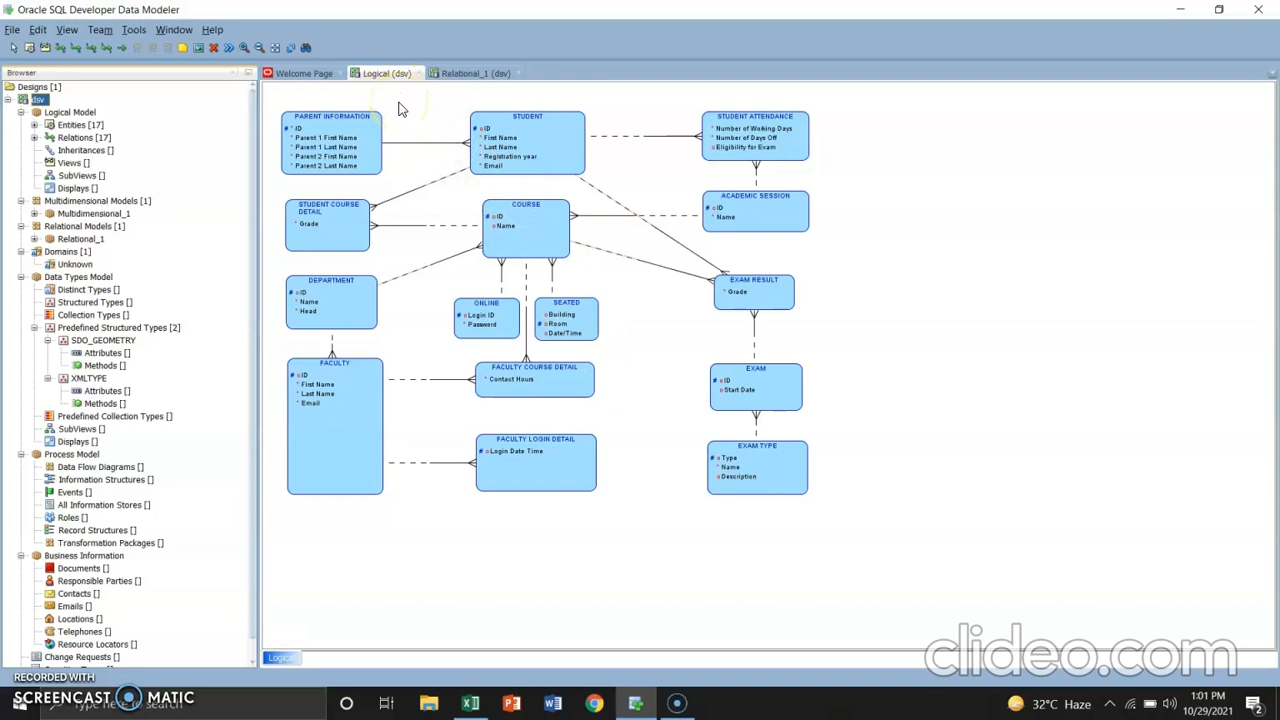 Oracle SQL Developer Data Modeler
File Edit View Team Tools Window Help
Browser
Welcome Page
Logical (dsv)
Relational_1 (dsv)
Designs [1]
dsv
Logical Model
Entities [17]
Relations [17]
Inheritances []
Views []
SubViews []
Displays []
Multidimensional Models [1]
Multidimensional_1
Relational Models [1]
Relational_1
Domains [1]
Unknown
Data Types Model
Distinct Types []
Structured Types []
Collection Types []
Predefined Structured Types [2]
SDO_GEOMETRY
Attributes []
Methods []
XMLTYPE
Attributes []
Methods []
Predefined Collection Types []
SubViews []
Displays []
Process Model
Data Flow Diagrams []
Information Structures []
Events []
All Information Stores []
Roles []
Record Structures []
Transformation Packages []
Business Information
Documents []
Responsible Parties []
Contacts []
Emails []
Locations []
Telephones []
Resource Locators []
Change Requests []
PARENT INFORMATION
# * ID
* Parent 1 First Name
* Parent 1 Last Name
* Parent 2 First Name
* Parent 2 Last Name
STUDENT
# o ID
* First Name
* Last Name
* Registration year
* Email
STUDENT ATTENDANCE
* Number of Working Days
* Number of Days Off
o Eligibility for Exam
STUDENT COURSE
DETAIL
* Grade
COURSE
# o ID
o Name
ACADEMIC SESSION
# o ID
* Name
DEPARTMENT
# o ID
* Name
* Head
ONLINE
# o Login ID
* Password
SEATED
o Building
# o Room
o Date/Time
EXAM RESULT
* Grade
FACULTY
# o ID
* First Name
* Last Name
* Email
FACULTY COURSE DETAIL
* Contact Hours
EXAM
# o ID
o Start Date
FACULTY LOGIN DETAIL
# o Login Date Time
EXAM TYPE
# o Type
* Name
o Description
Logical
clideo.com
RECORDED WITH
SCREENCAST MATIC
Type here to search
32°C Haze
1:01 PM
10/29/2021
2